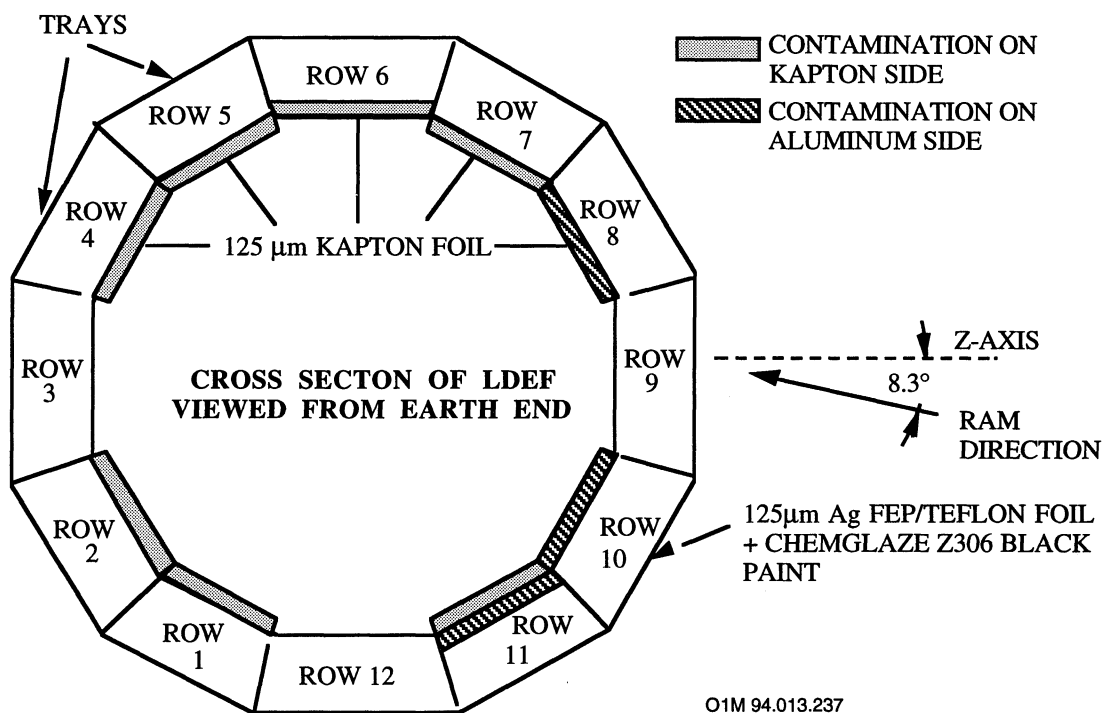 TRAYS
ROW 6
ROW 5
ROW
7
ROW
4
ROW
8
CONTAMINATION ON
KAPTON SIDE
CONTAMINATION ON
ALUMINUM SIDE
125 µm KAPTON FOIL
ROW
3
CROSS SECTON OF LDEF
VIEWED FROM EARTH END
ROW
9
Z-AXIS
8.3°
RAM
DIRECTION
ROW
2
ROW
10
125µm Ag FEP/TEFLON FOIL
+ CHEMGLAZE Z306 BLACK
PAINT
ROW
1
ROW 12
ROW
11
O1M 94.013.237